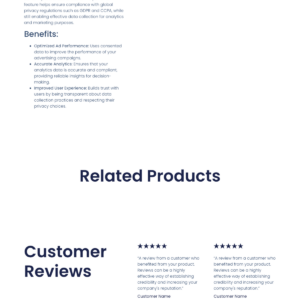 feature helps ensure compliance with global
privacy regulations such as GDPR and CCPA, while
still enabling effective data collection for analytics
and marketing purposes.
Benefits:
Optimized Ad Performance: Uses consented
data to improve the performance of your
advertising campaigns.
Accurate Analytics: Ensures that your
analytics data is accurate and compliant,
providing reliable insights for decision
making.
Improved User Experience: Builds trust with
users by being transparent about data
collection practices and respecting their
privacy choices.
Related Products
Customer
Reviews
★★★★★
"A review from a customer who
benefited from your product.
Reviews can be a highly
effective way of establishing
credibility and increasing your
company's reputation."
Customer Name
★★★★★
"A review from a customer who
benefited from your product.
Reviews can be a highly
effective way of establishing
credibility and increasing your
company's reputation."
Customer Name